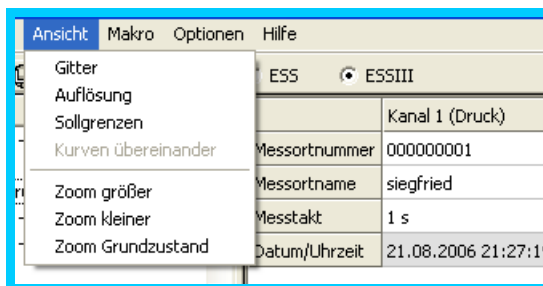 Ansicht Makro Optionen Hilfe
Gitter
Auflösung
Sollgrenzen
Kurven übereinander
Zoom größer
Zoom kleiner
Zoom Grundzustand
ESS ESSIII
Kanal 1 (Druck)
Messortnummer 000000001
Messortname siegfried
Messtakt 1 s
Datum/Uhrzeit 21.08.2006 21:27:19